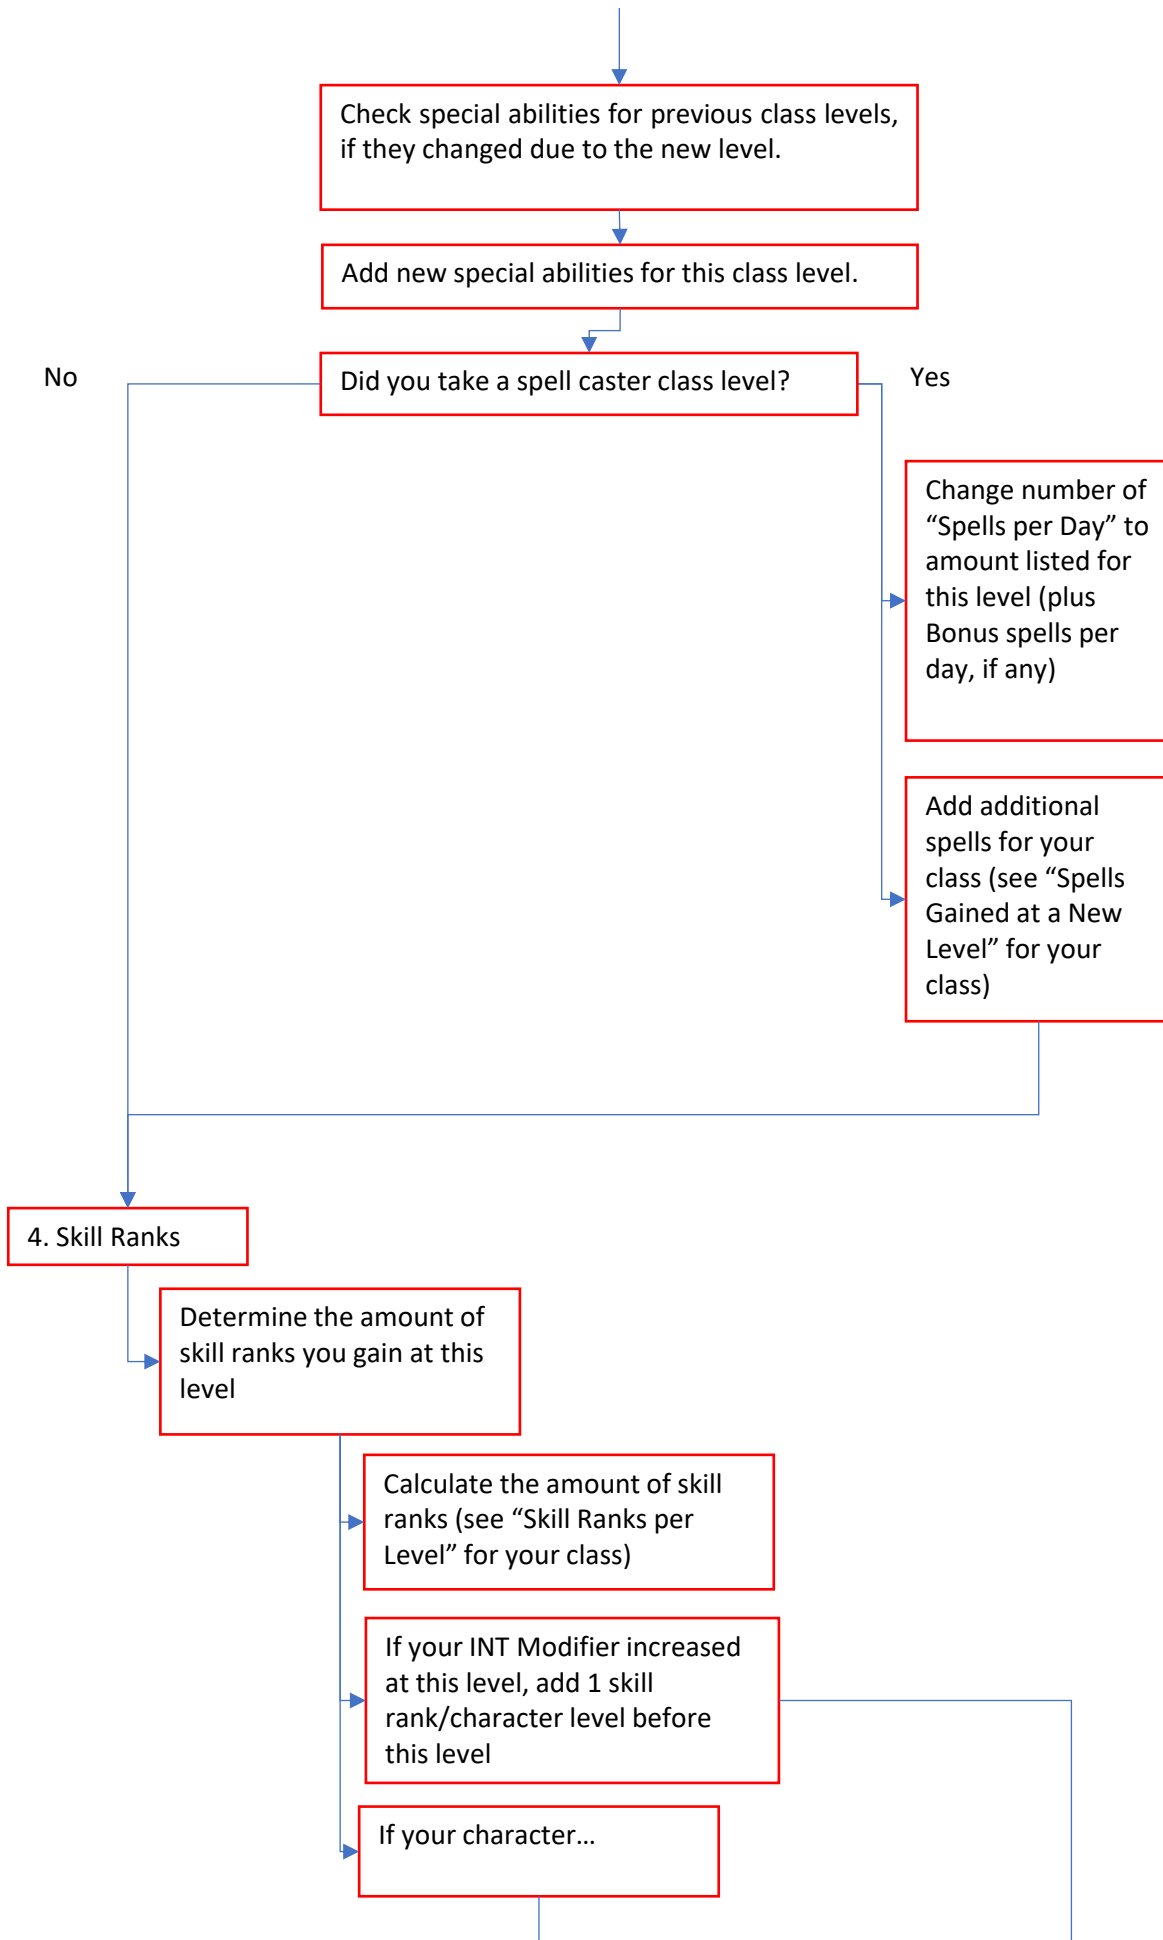 Check special abilities for previous class levels,
if they changed due to the new level.
Add new special abilities for this class level.
No
Did you take a spell caster class level?
Yes
Change number of
“Spells per Day” to
amount listed for
this level (plus
Bonus spells per
day, if any)
Add additional
spells for your
class (see “Spells
Gained at a New
Level” for your
class)
4. Skill Ranks
Determine the amount of
skill ranks you gain at this
level
Calculate the amount of skill
ranks (see “Skill Ranks per
Level” for your class)
If your INT Modifier increased
at this level, add 1 skill
rank/character level before
this level
If your character…